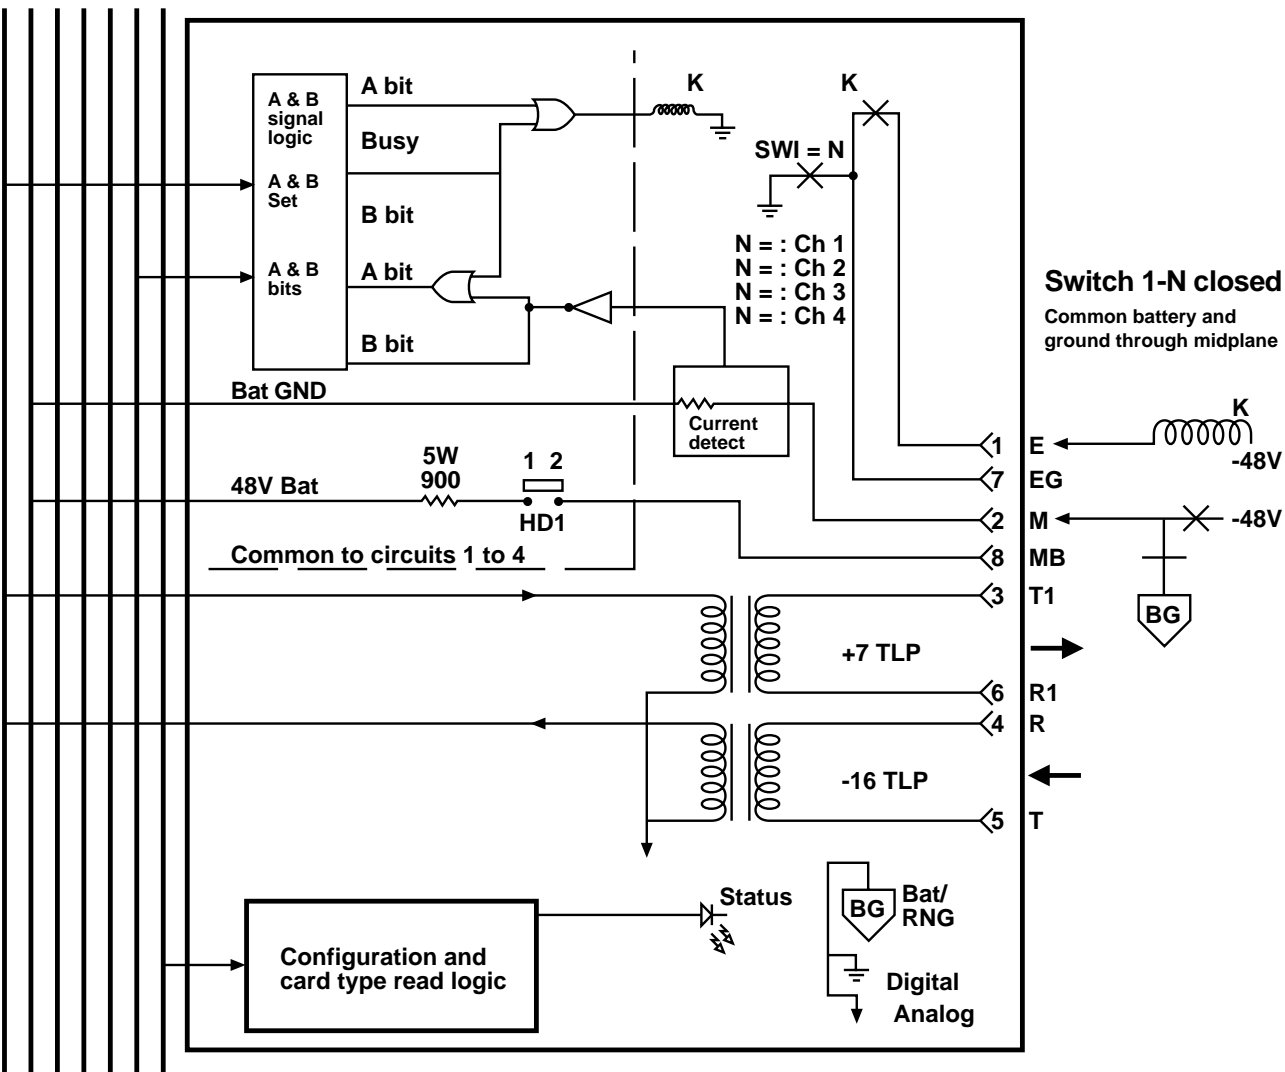 A bit
K
K
A & B
signal
logic
Busy
SWI = N
A & B
Set
B bit
N = : Ch 1
N = : Ch 2
N = : Ch 3
N = : Ch 4
A & B
bits
A bit
Switch 1-N closed
Common battery and
ground through midplane
B bit
Bat GND
Current
detect
K
-48V
1 E
5W
900
1 2
48V Bat
HD1
7 EG
2 M
-48V
Common to circuits 1 to 4
8 MB
3 T1
BG
+7 TLP
6 R1
4 R
-16 TLP
5 T
Status
BG
Bat/
RNG
Configuration and
card type read logic
Digital
Analog